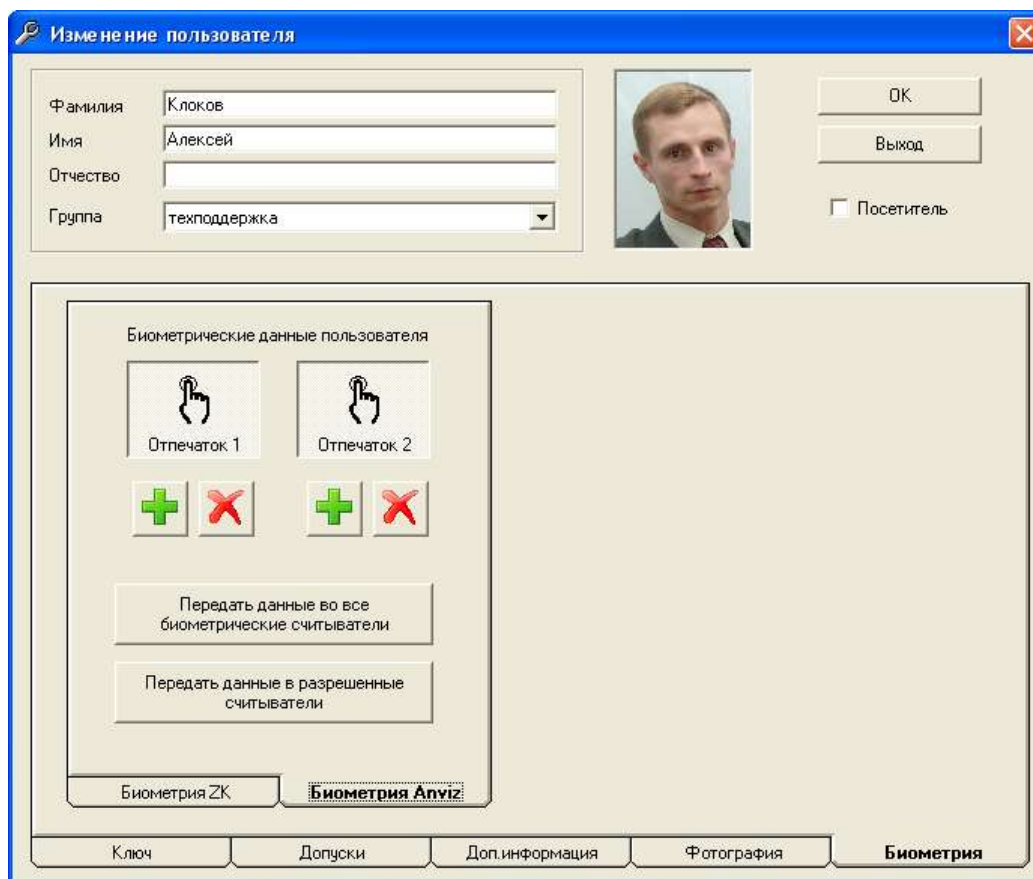 Изменение пользователя
Фамилия
Клоков
Имя
Алексей
Отчество
Группа
техподдержка
OK
Выход
Посетитель
Биометрические данные пользователя
Отпечаток 1
Отпечаток 2
Передать данные во все
биометрические считыватели
Передать данные в разрешенные
считыватели
Биометрия ZK
Биометрия Anviz
Ключ
Допуски
Доп.информация
Фотография
Биометрия